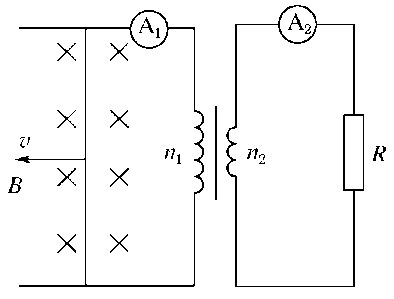 A₁ A₂
v
n₁ n₂ R
B